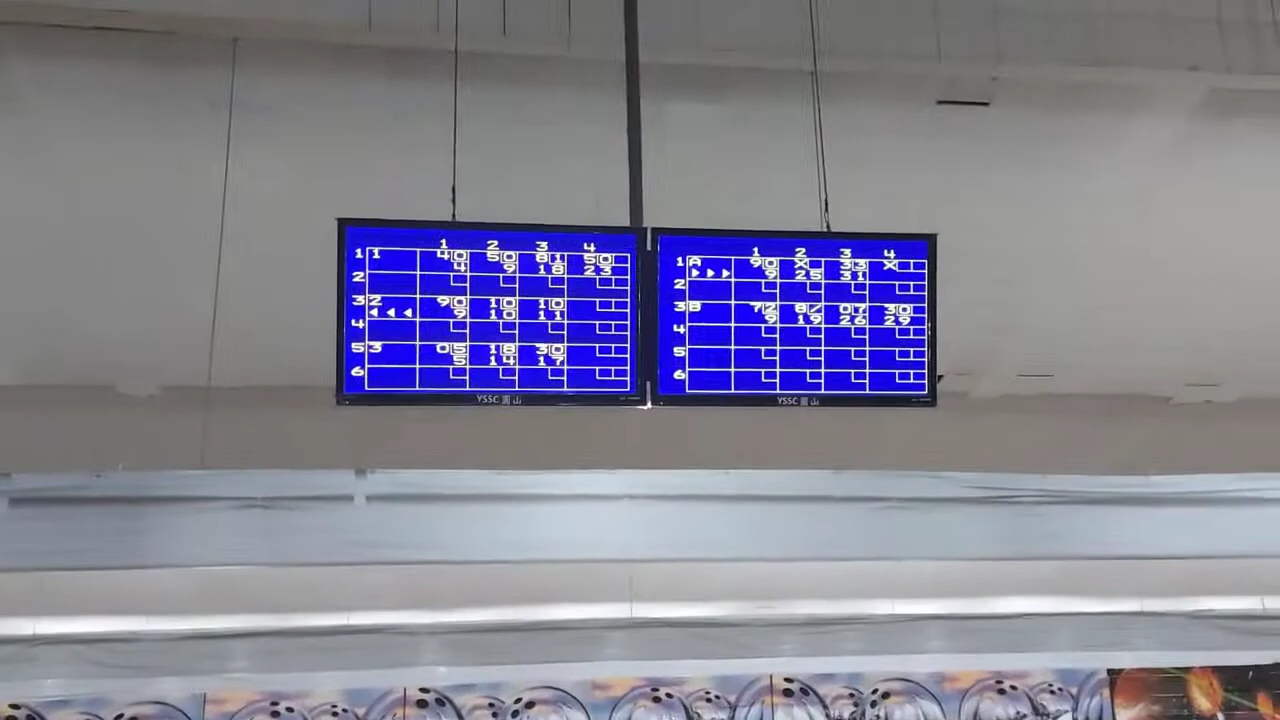 1 2 3 4
1 1 4 0 5 0 8 1 5 0
4 9 18 23
2
3 2 9 0 1 0 1 0
◀ ◀ ◀ 9 10 11
4
5 3 0 5 1 8 3 0
5 14 17
6
YSSC 圓山
1 2 3 4
1 A 9 0 X 3 3 X
▶ ▶ ▶ 9 25 31
2
3 B 7 2 8 / 0 7 3 0
9 19 26 29
4
5
6
YSSC 圓山